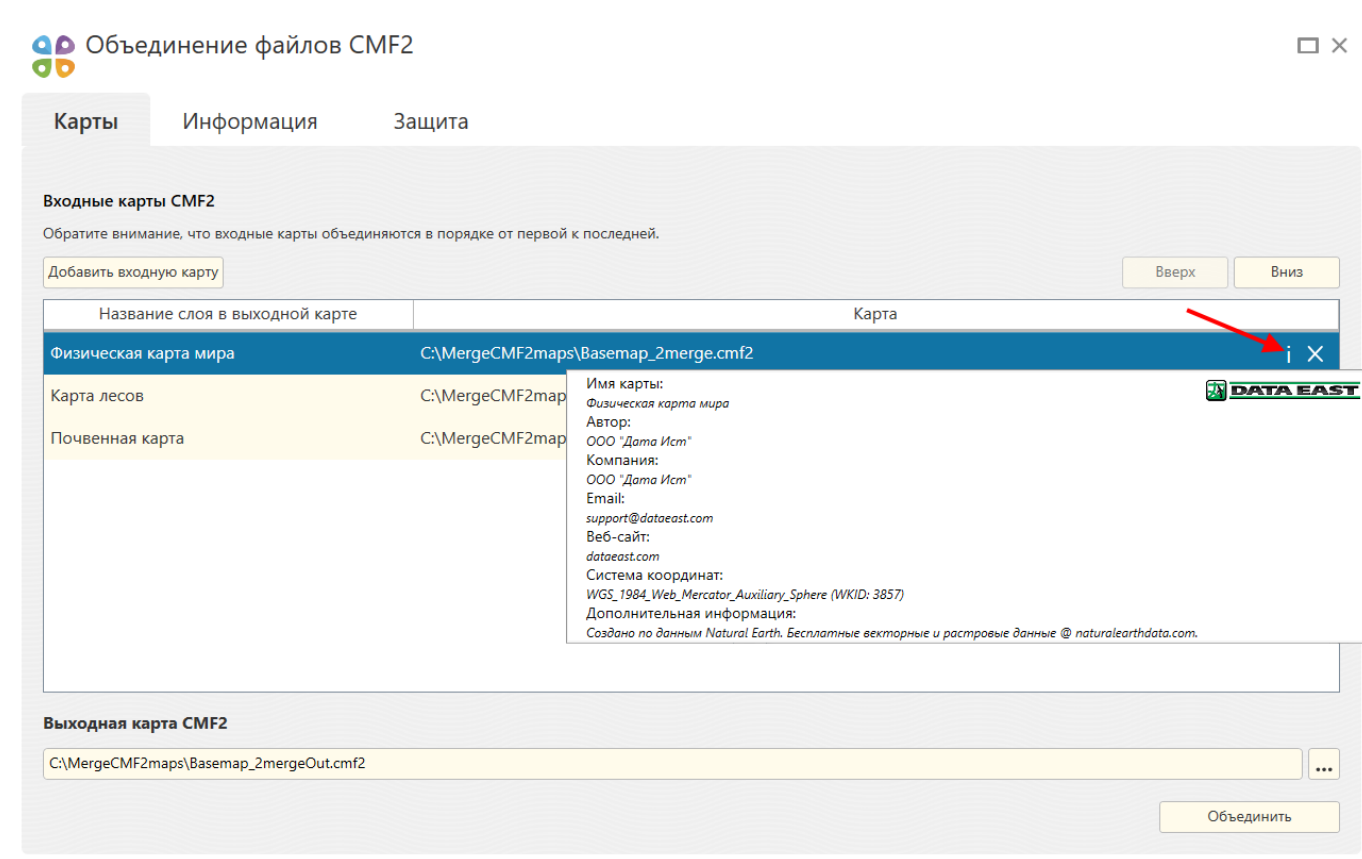 Объединение файлов CMF2
Карты Информация Защита
Входные карты CMF2
Обратите внимание, что входные карты объединяются в порядке от первой к последней.
Добавить входную карту Вверх Вниз
Название слоя в выходной карте Карта
Физическая карта мира C:\MergeCMF2maps\Basemap_2merge.cmf2 i
Карта лесов C:\MergeCMF2map
Почвенная карта C:\MergeCMF2map
Имя карты:
Физическая карта мира
DATA EAST
Автор:
ООО "Дата Ист"
Компания:
ООО "Дата Ист"
Email:
support@dataeast.com
Веб-сайт:
dataeast.com
Система координат:
WGS_1984_Web_Mercator_Auxiliary_Sphere (WKID: 3857)
Дополнительная информация:
Создано по данным Natural Earth. Бесплатные векторные и растровые данные @ naturalearthdata.com.
Выходная карта CMF2
C:\MergeCMF2maps\Basemap_2mergeOut.cmf2 ...
Объединить